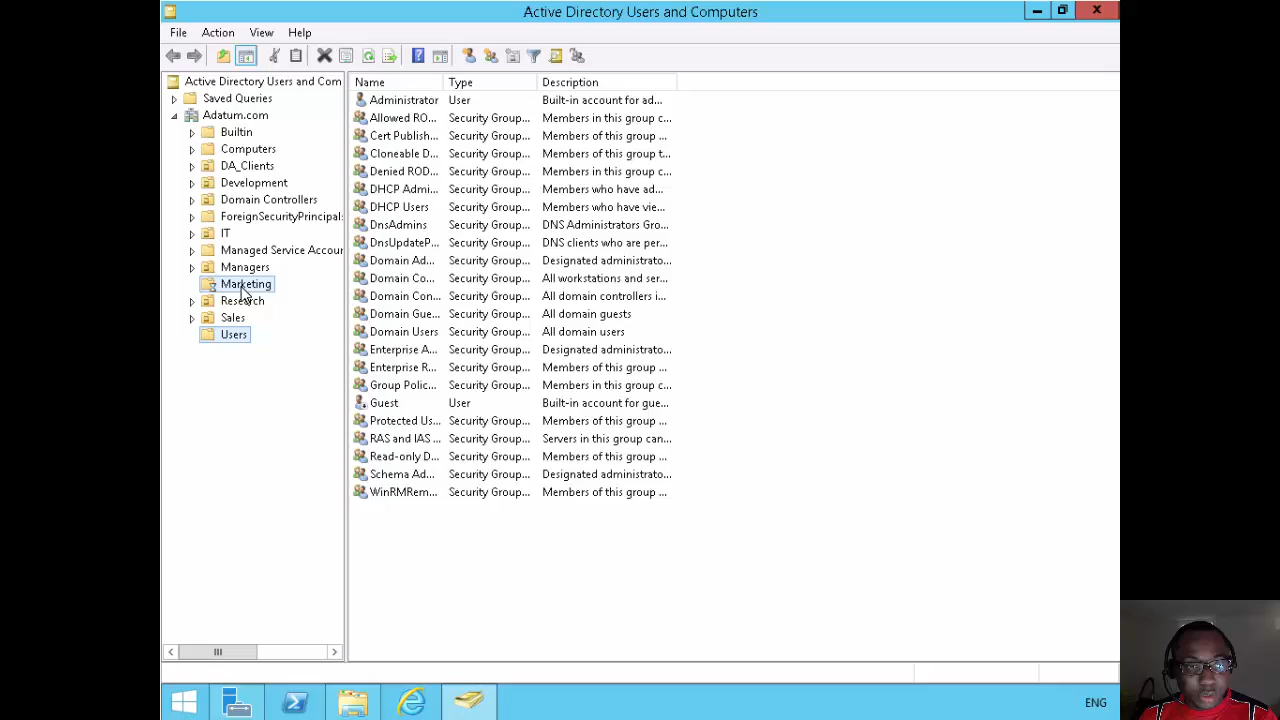 Active Directory Users and Computers
File Action View Help
Active Directory Users and Com
Saved Queries
Adatum.com
Builtin
Computers
DA_Clients
Development
Domain Controllers
ForeignSecurityPrincipals
IT
Managed Service Accour
Managers
Marketing
Research
Sales
Users
Name Type Description
Administrator User Built-in account for ad...
Allowed RO... Security Group... Members in this group c...
Cert Publish... Security Group... Members of this group ...
Cloneable D... Security Group... Members of this group t...
Denied ROD... Security Group... Members in this group c...
DHCP Admi... Security Group... Members who have ad...
DHCP Users Security Group... Members who have vie...
DnsAdmins Security Group... DNS Administrators Gro...
DnsUpdateP... Security Group... DNS clients who are per...
Domain Ad... Security Group... Designated administrato...
Domain Co... Security Group... All workstations and ser...
Domain Con... Security Group... All domain controllers i...
Domain Gue... Security Group... All domain guests
Domain Users Security Group... All domain users
Enterprise A... Security Group... Designated administrato...
Enterprise R... Security Group... Members of this group ...
Group Polic... Security Group... Members in this group c...
Guest User Built-in account for gue...
Protected Us... Security Group... Members of this group ...
RAS and IAS ... Security Group... Servers in this group can...
Read-only D... Security Group... Members of this group ...
Schema Ad... Security Group... Designated administrato...
WinRMRem... Security Group... Members of this group ...
ENG